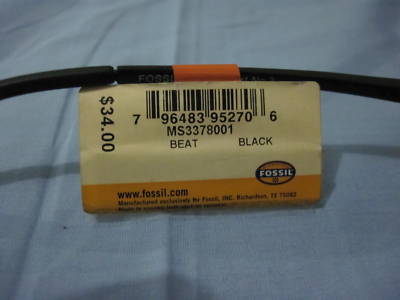 FOSSIL
$34.00
7 96483 95270 6
MS3378001
BEAT BLACK
FOSSIL
www.fossil.com
Manufactured exclusively for Fossil, INC. Richardson, TX 75082